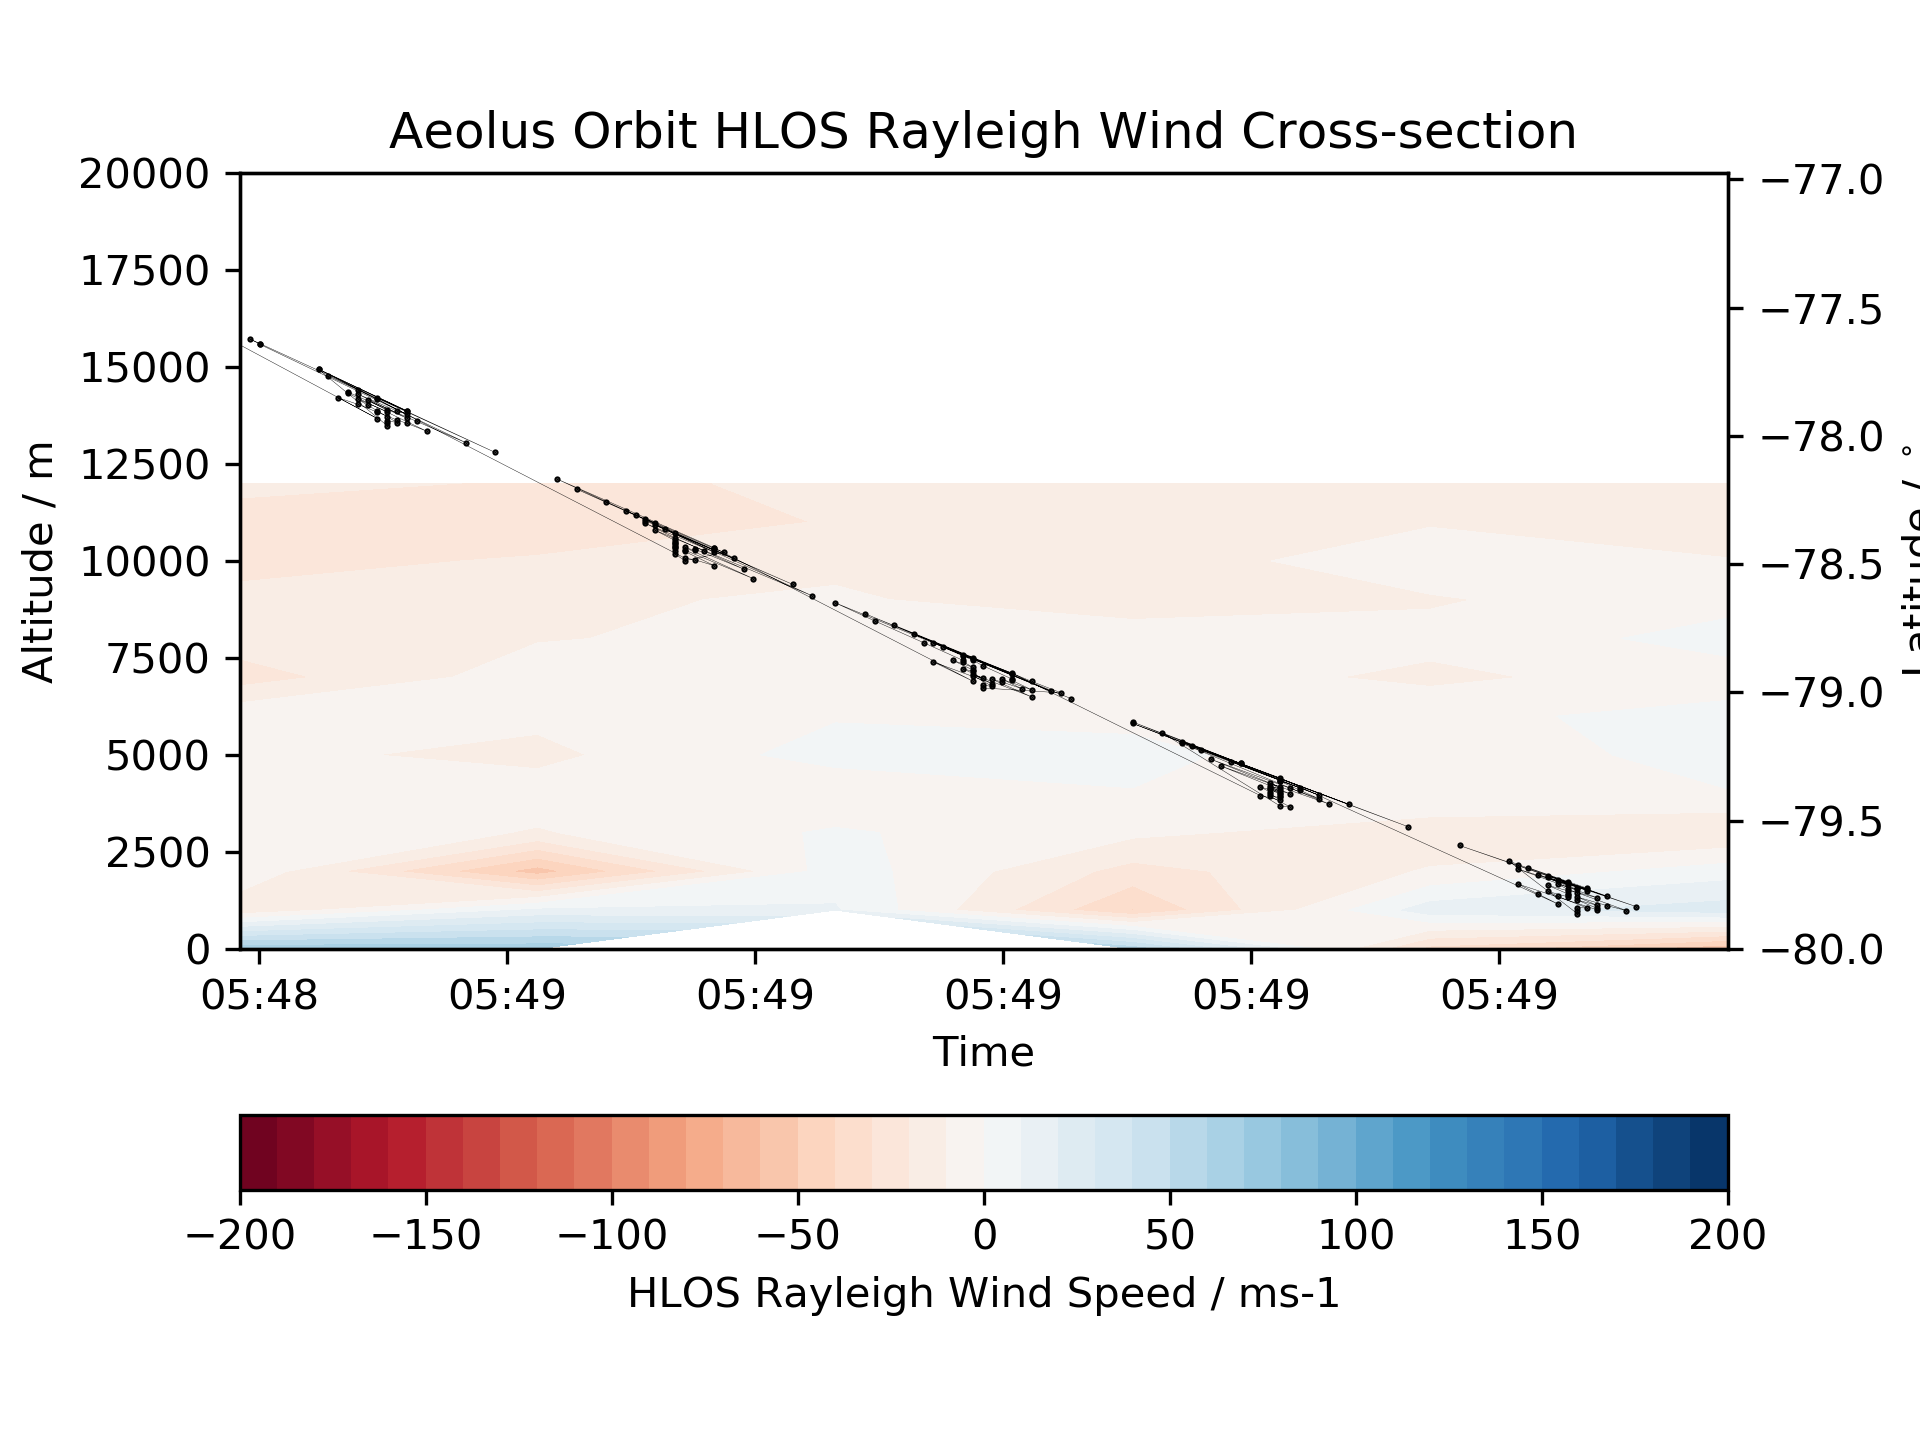 Aeolus Orbit HLOS Rayleigh Wind Cross-section
20000
17500
15000
12500
10000
7500
5000
2500
0
Altitude / m
−77.0
−77.5
−78.0
−78.5
−79.0
−79.5
−80.0
Latitude / °
05:48 05:49 05:49 05:49 05:49 05:49
Time
−200 −150 −100 −50 0 50 100 150 200
HLOS Rayleigh Wind Speed / ms-1